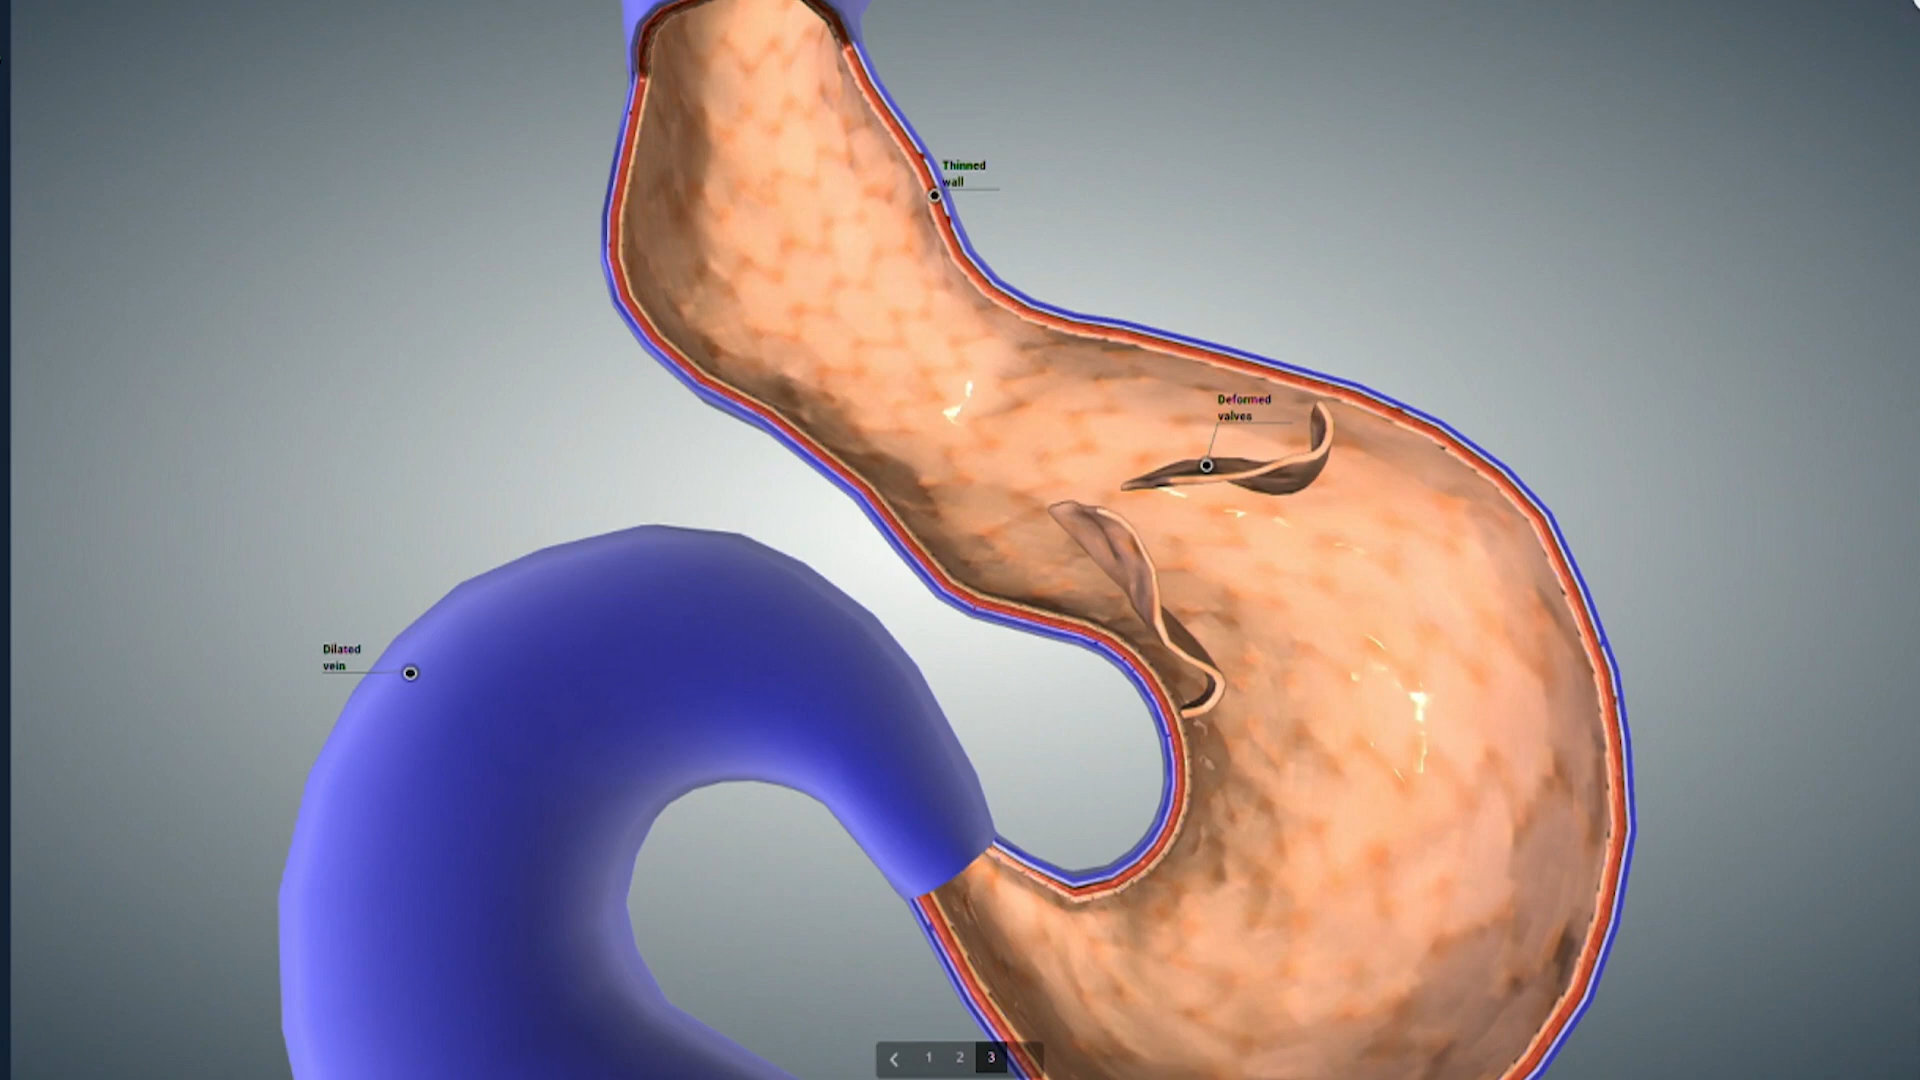 Thinned
wall
Deformed
valves
Dilated
vein
1 2 3